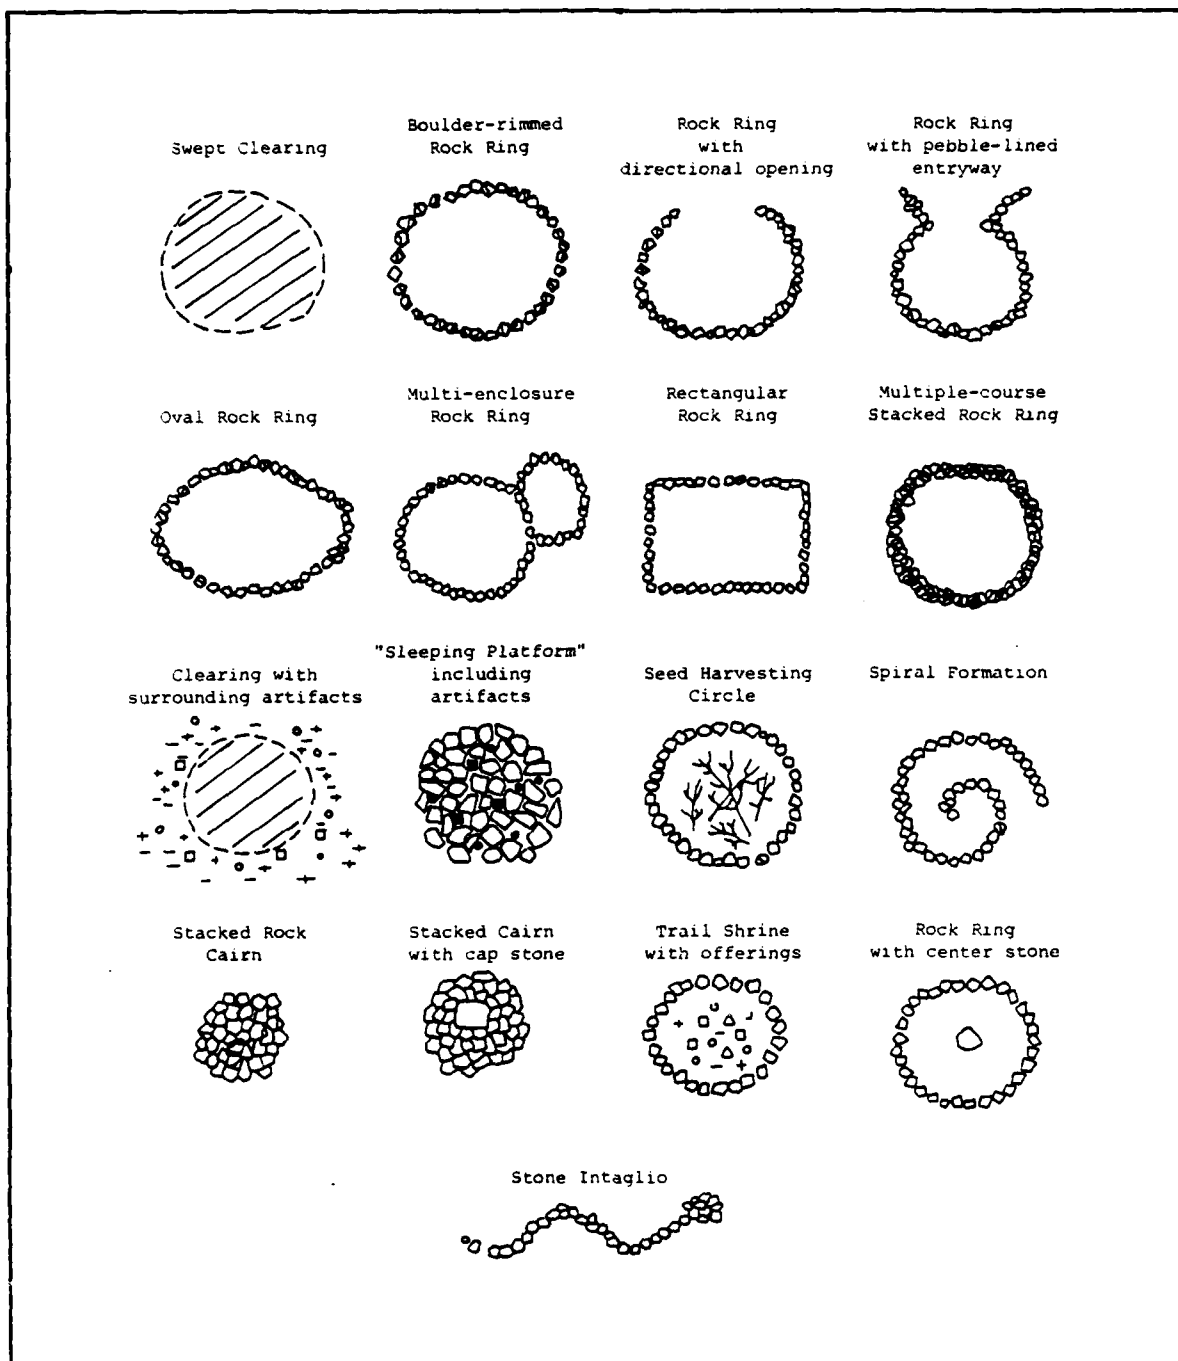 Swept Clearing
Boulder-rimmed
Rock Ring
Rock Ring
with
directional opening
Rock Ring
with pebble-lined
entryway
Oval Rock Ring
Multi-enclosure
Rock Ring
Rectangular
Rock Ring
Multiple-course
Stacked Rock Ring
Clearing with
surrounding artifacts
"Sleeping Platform"
including
artifacts
Seed Harvesting
Circle
Spiral Formation
Stacked Rock
Cairn
Stacked Cairn
with cap stone
Trail Shrine
with offerings
Rock Ring
with center stone
Stone Intaglio